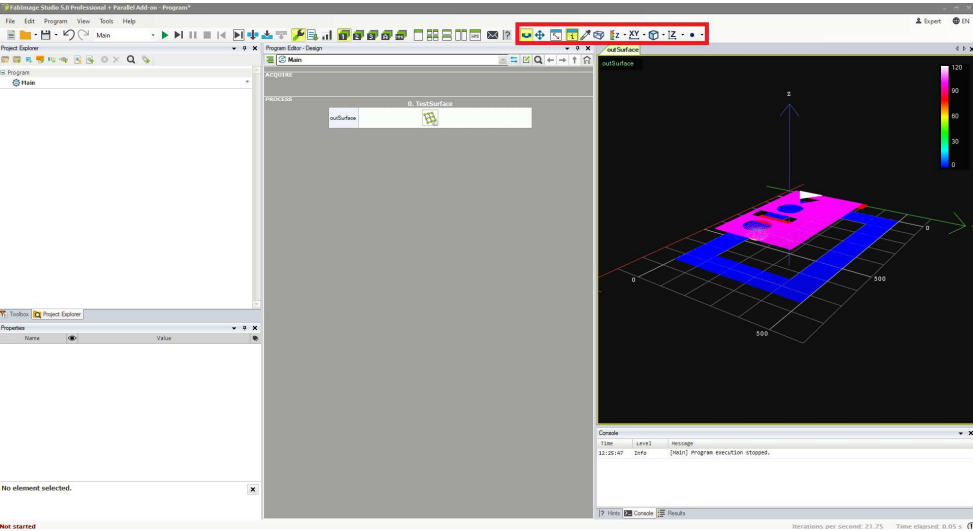 FabImage Studio 5.0 Professional + Parallel Add-on - Program*
File Edit Program View Tools Help
Expert EN
Main
Project Explorer
Program
Main
Toolbox Project Explorer
Properties
Name Value
No element selected.
Not started
Program Editor - Design
Main
ACQUIRE
PROCESS
0. TestSurface
outSurface
outSurface
outSurface
120
90
60
30
0
z
0
0
500
500
Console
Time Level Message
12:25:47 Info [Main] Program execution stopped.
Hints Console Results
Iterations per second: 21.75 Time elapsed: 0.05 s